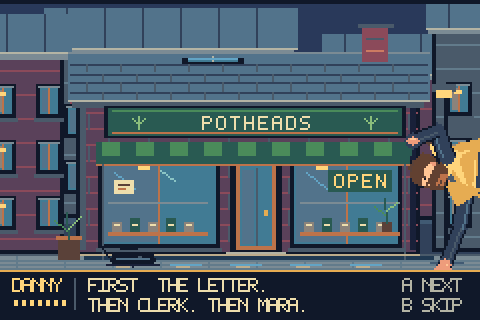 POTHEADS
OPEN
DANNY
FIRST THE LETTER.
THEN CLERK. THEN MARA.
A NEXT
B SKIP